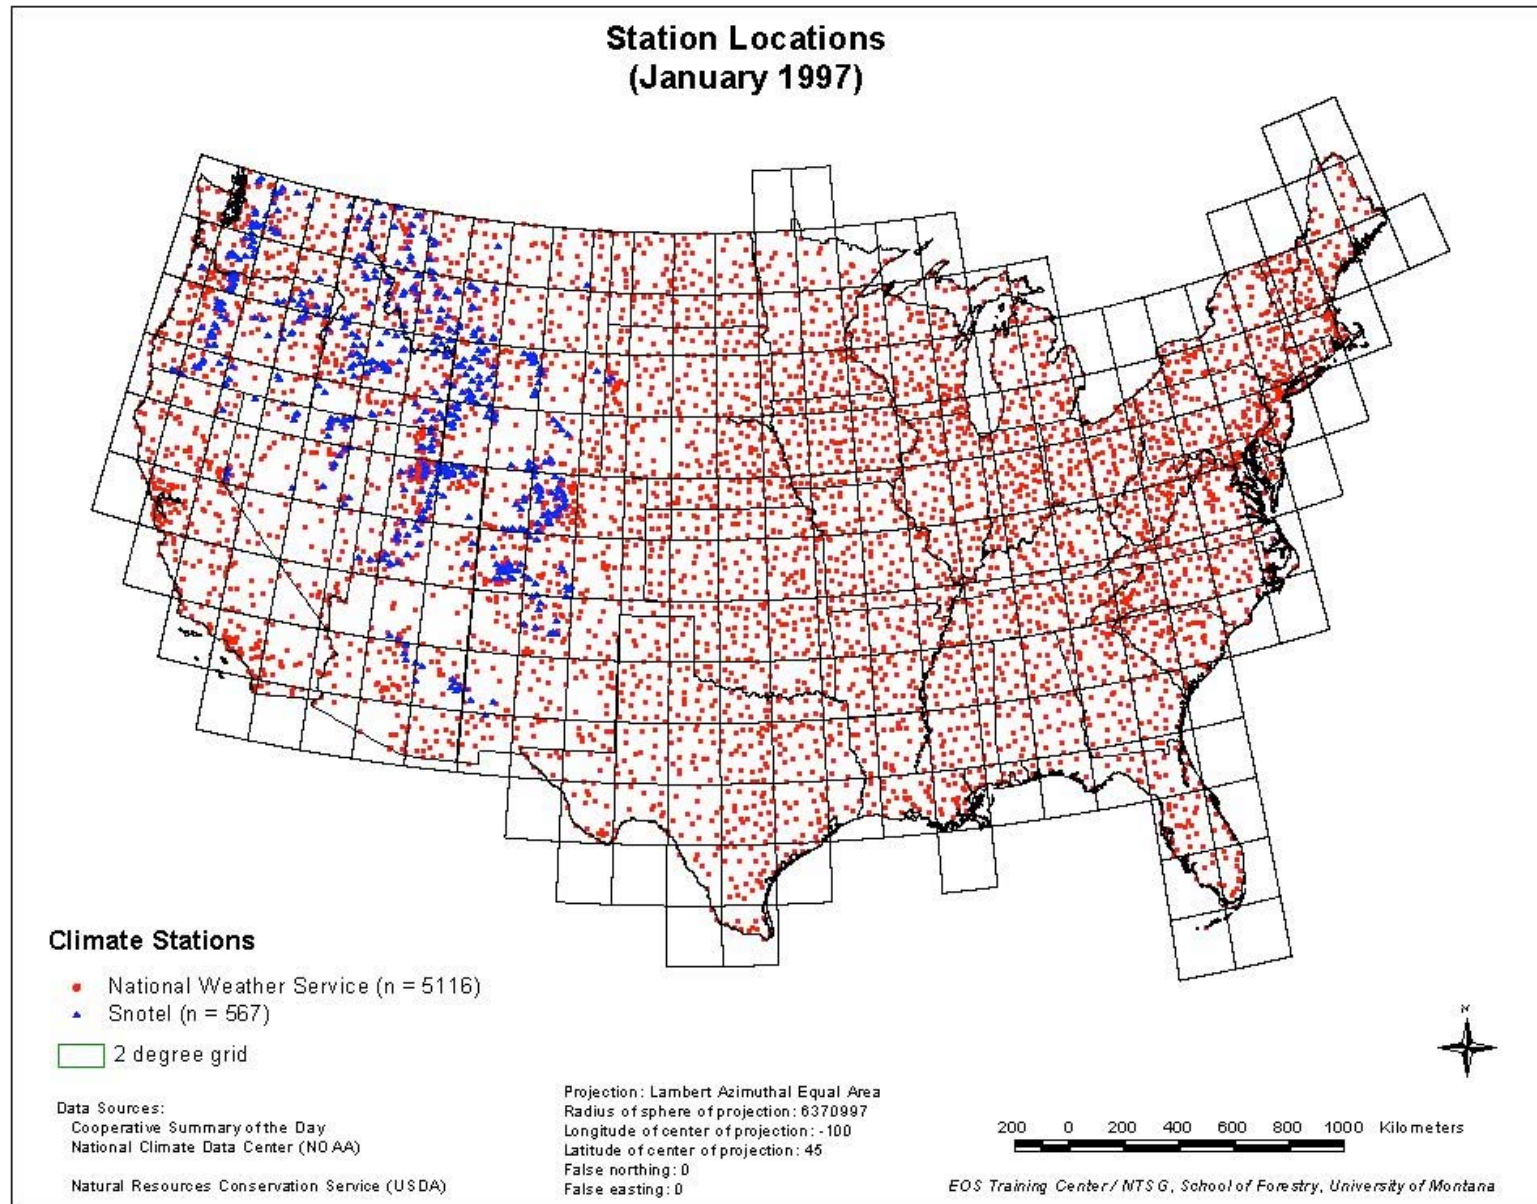 Station Locations
(January 1997)
Climate Stations
National Weather Service (n = 5116)
Snotel (n = 567)
2 degree grid
Data Sources:
Cooperative Summary of the Day
National Climate Data Center (NOAA)
Natural Resources Conservation Service (USDA)
Projection: Lambert Azimuthal Equal Area
Radius of sphere of projection: 6370997
Longitude of center of projection: -100
Latitude of center of projection: 45
False northing: 0
False easting: 0
N
200 0 200 400 600 800 1000 Kilometers
EOS Training Center / NTSG, School of Forestry, University of Montana